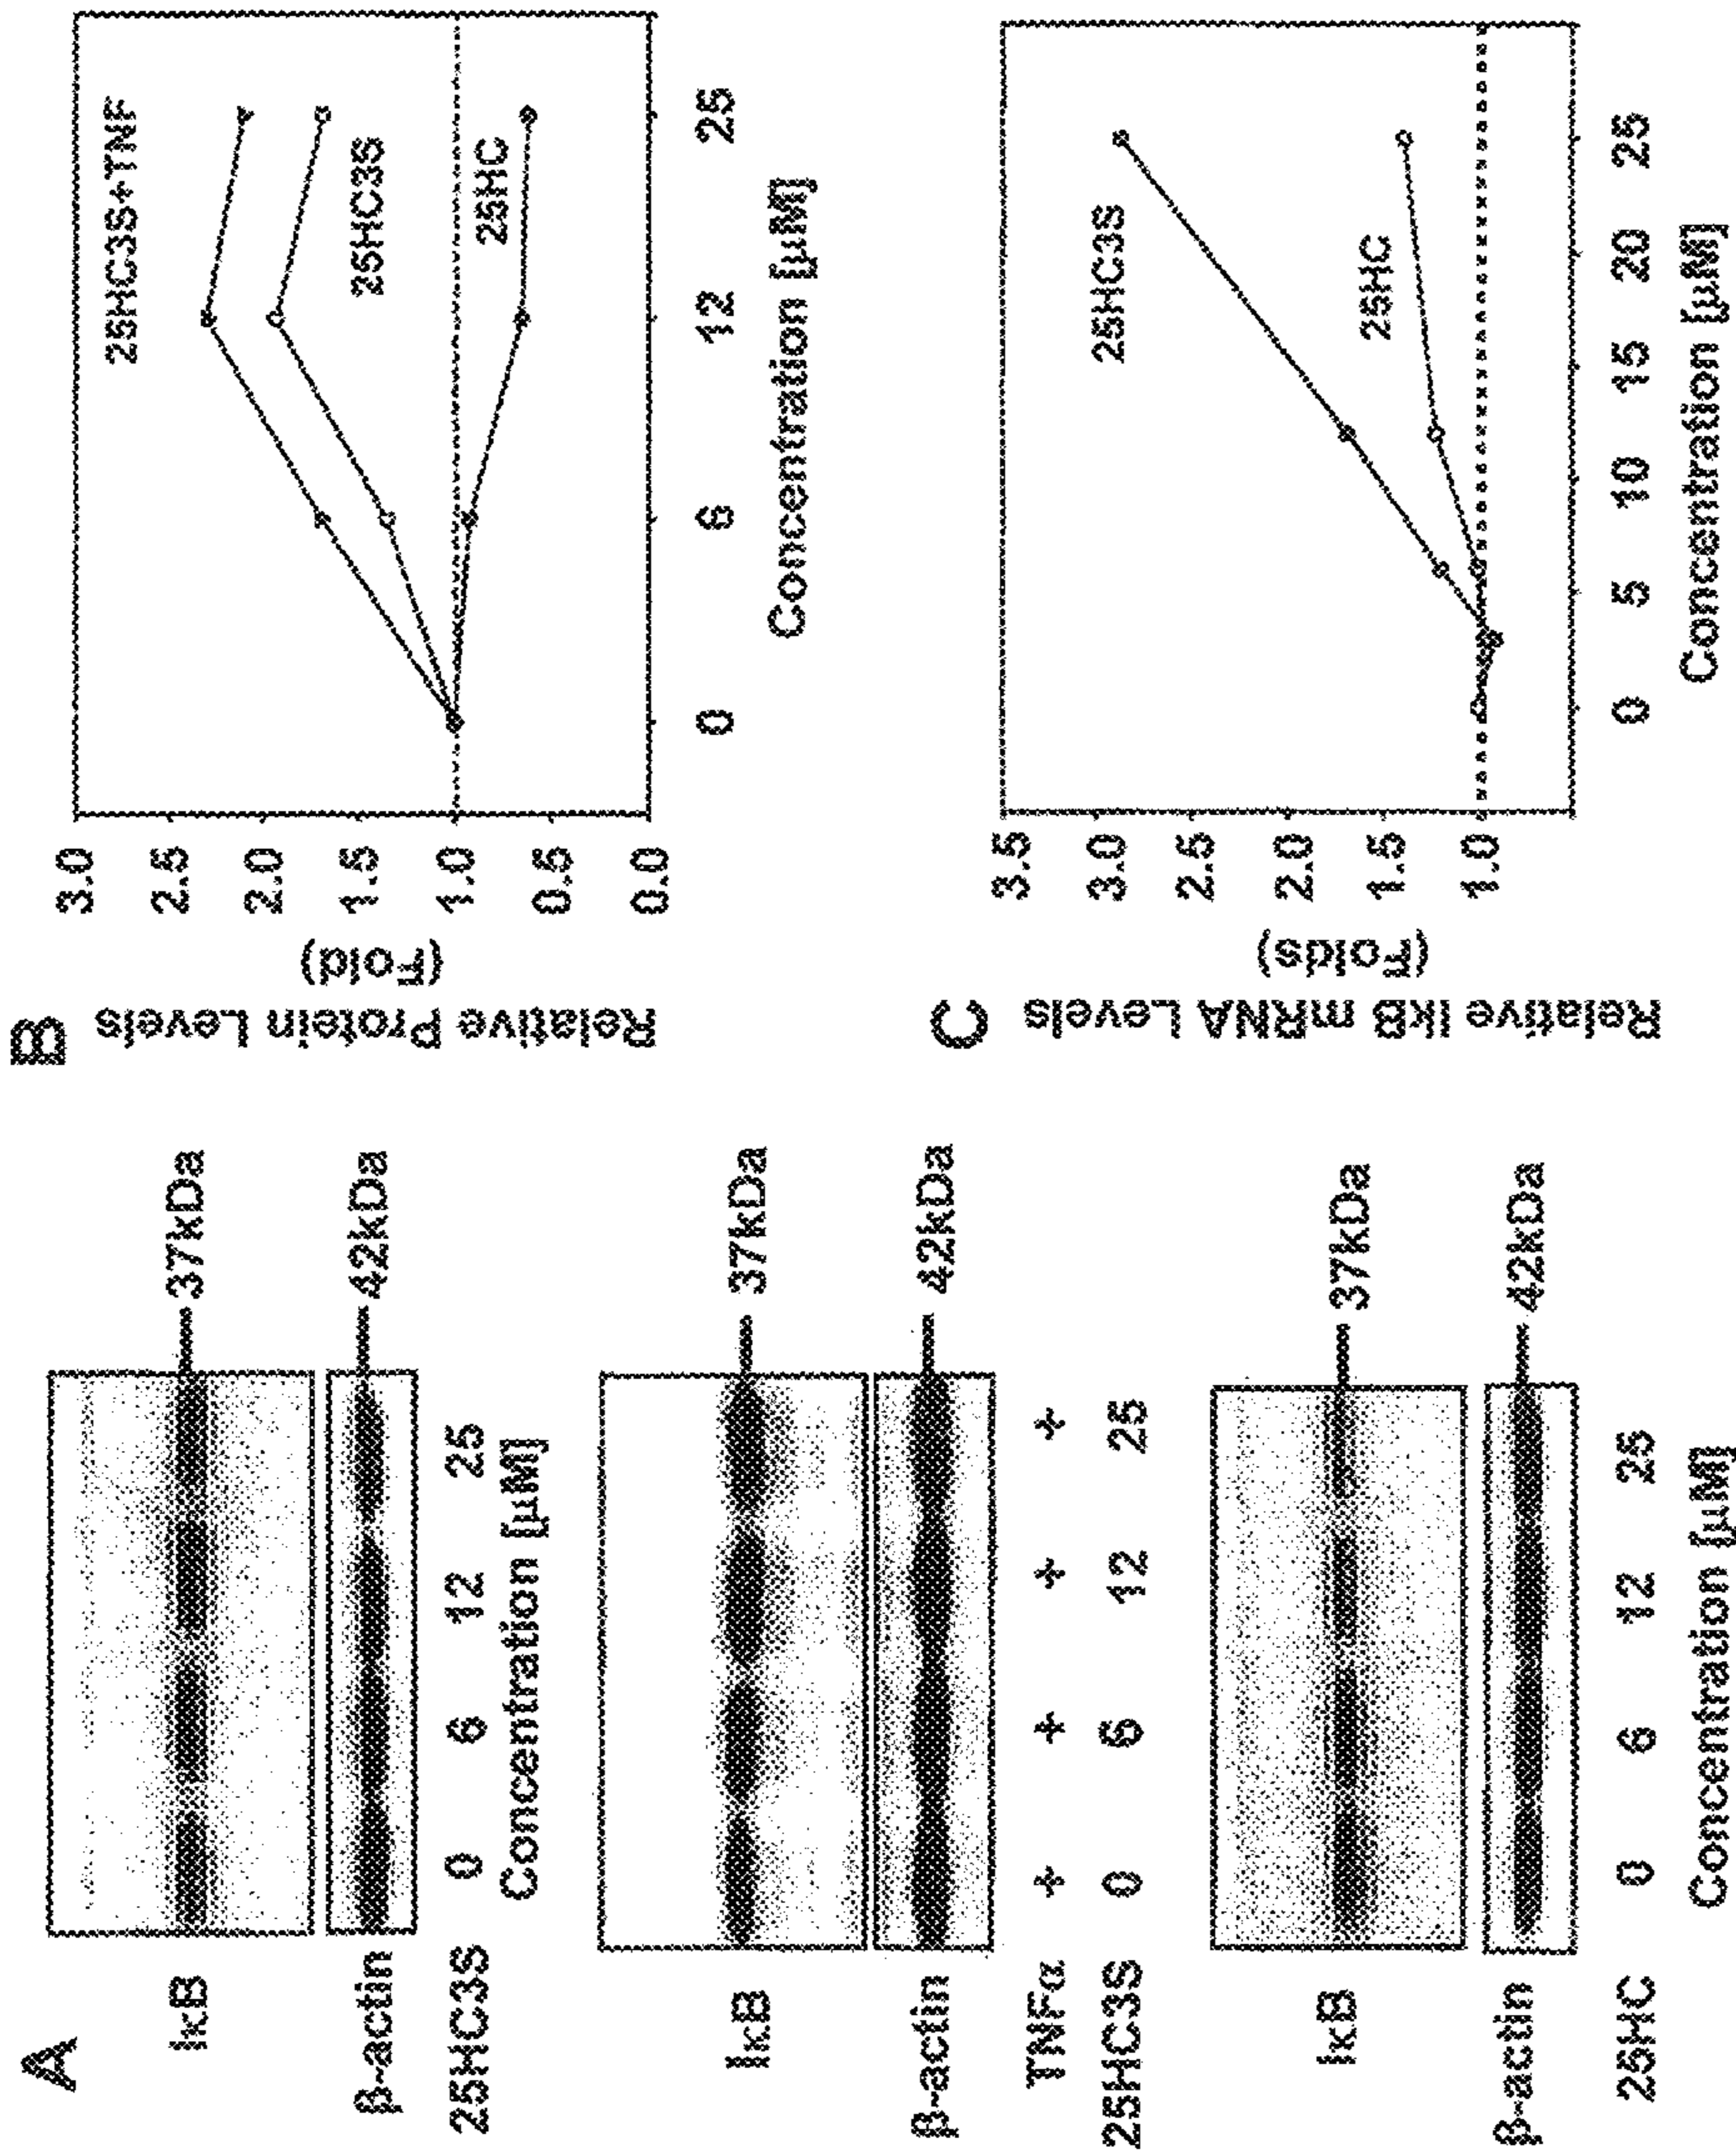 A
IκB
37kDa
β-actin
42kDa
25HC3S 0 6 12 25
Concentration [µM]
IκB
37kDa
β-actin
42kDa
TNFα + + + +
25HC3S 0 6 12 25
IκB
37kDa
β-actin
42kDa
25HC 0 6 12 25
Concentration [µM]
B
Relative Protein Levels
(Fold)
3.0
2.5
2.0
1.5
1.0
0.5
0.0
25HC3S+TNF
25HC3S
25HC
0 6 12 25
Concentration [µM]
C
Relative IkB mRNA Levels
(Folds)
3.5
3.0
2.5
2.0
1.5
1.0
25HC3S
25HC
0 5 10 15 20 25
Concentration [µM]